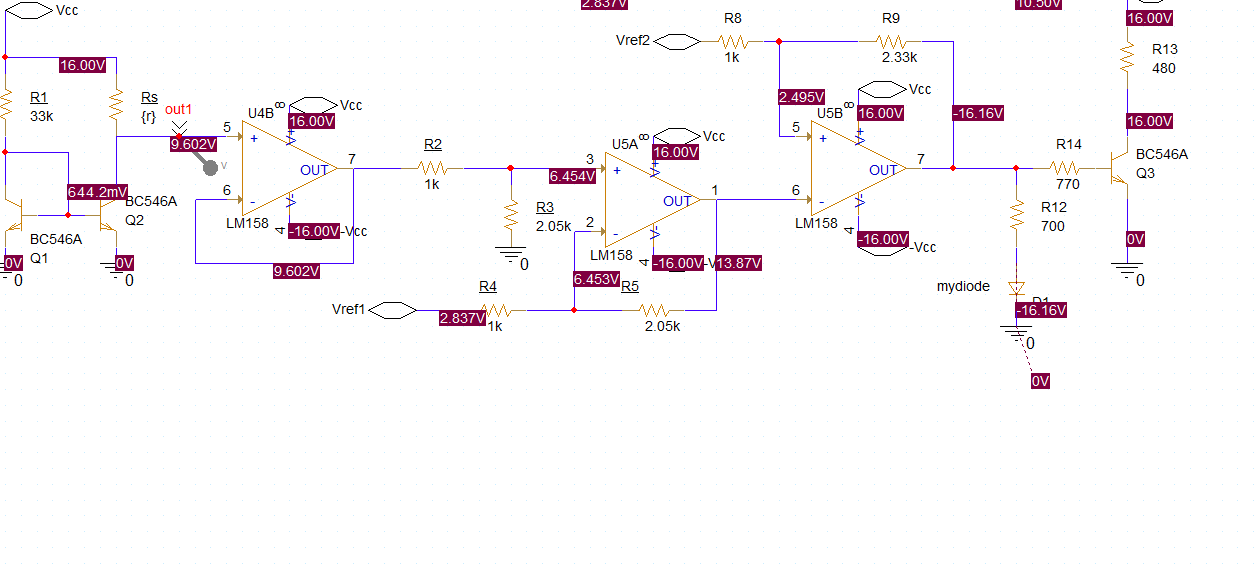 Vcc
2.837V
10.50V
R8
R9
16.00V
Vref2
1k
2.33k
R13
480
16.00V
R1
33k
Rs
{r}
out1
9.602V
V
U4B
8
Vcc
16.00V
V+
5
+
OUT
7
6
-
V-
LM158
4
-16.00V
-Vcc
9.602V
644.2mV
BC546A
Q2
BC546A
Q1
0V
0
0V
0
R2
1k
6.454V
R3
2.05k
0
U5A
8
Vcc
16.00V
V+
3
+
OUT
1
2
-
V-
LM158
4
-16.00V
-V
13.87V
6.453V
Vref1
2.837V
R4
1k
R5
2.05k
2.495V
U5B
8
Vcc
16.00V
V+
5
+
OUT
7
6
-
V-
LM158
4
-16.00V
-Vcc
-16.16V
R14
770
16.00V
BC546A
Q3
R12
700
0V
0
mydiode
D1
-16.16V
0
0V